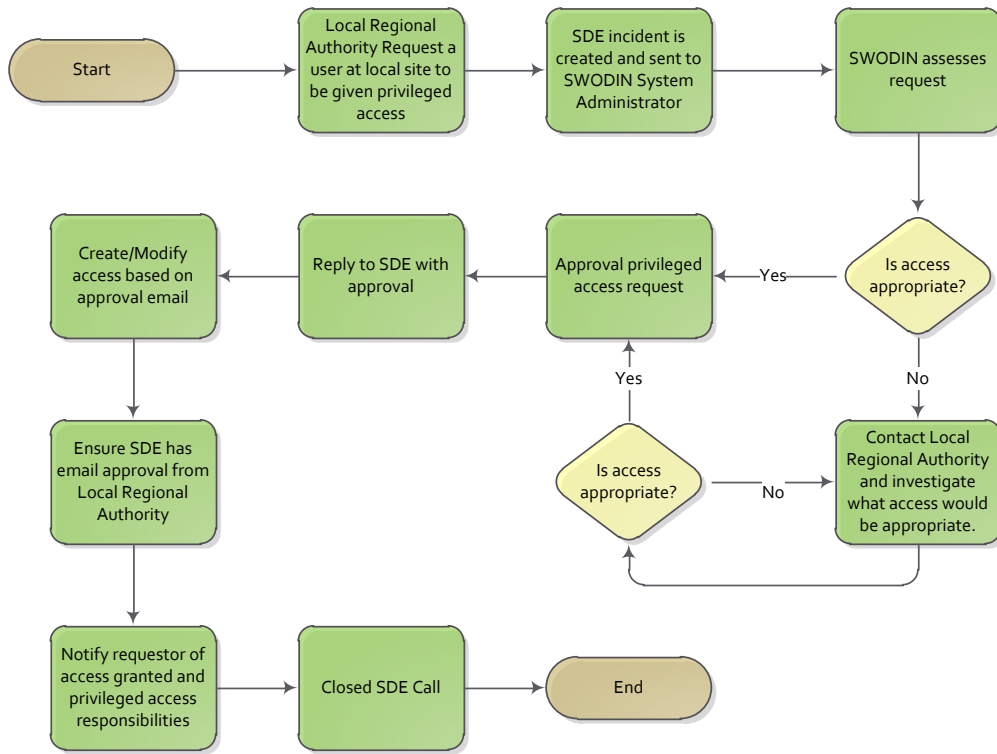 Start
Local Regional
Authority Request a
user at local site to
be given privileged
access
SDE incident is
created and sent to
SWODIN System
Administrator
SWODIN assesses
request
Is access
appropriate?
Yes
No
Approval privileged
access request
Reply to SDE with
approval
Create/Modify
access based on
approval email
Contact Local
Regional Authority
and investigate
what access would
be appropriate.
Is access
appropriate?
Yes
No
Ensure SDE has
email approval from
Local Regional
Authority
Notify requestor of
access granted and
privileged access
responsibilities
Closed SDE Call
End